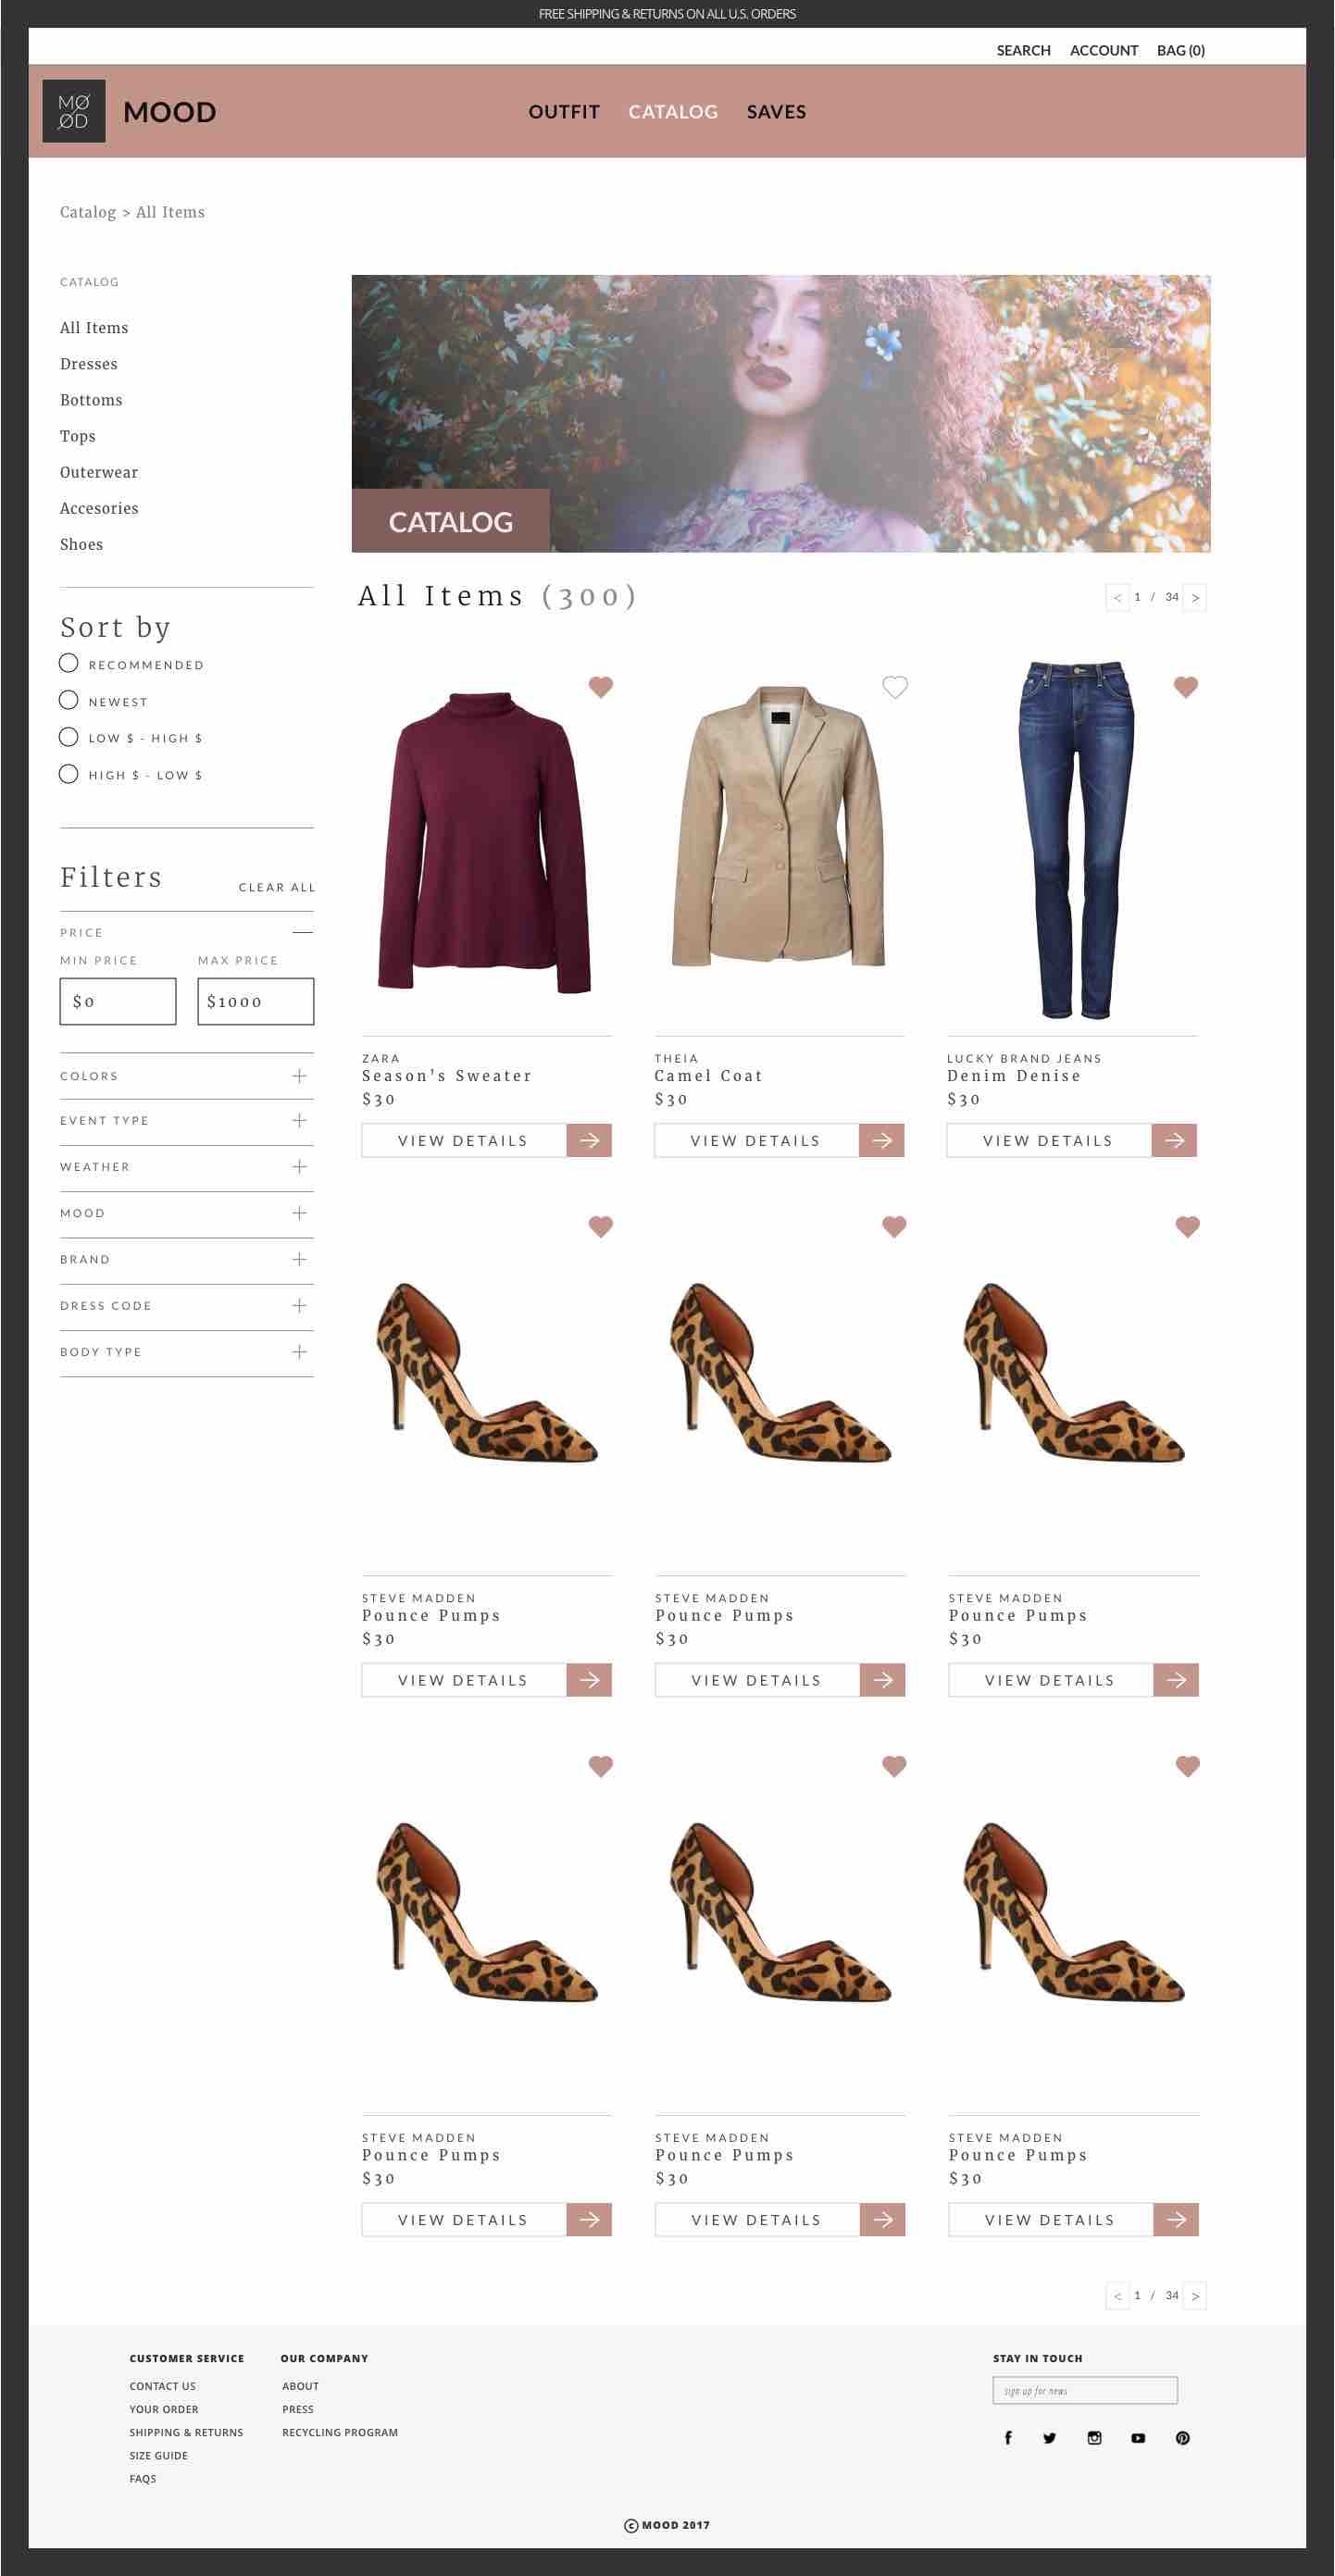 FREE SHIPPING & RETURNS ON ALL U.S. ORDERS
SEARCH ACCOUNT BAG (0)
MØ
ØD
MOOD
OUTFIT CATALOG SAVES
Catalog > All Items
CATALOG
All Items
Dresses
Bottoms
Tops
Outerwear
Accesories
Shoes
Sort by
RECOMMENDED
NEWEST
LOW $ - HIGH $
HIGH $ - LOW $
Filters CLEAR ALL
PRICE
MIN PRICE MAX PRICE
$0 $1000
COLORS
EVENT TYPE
WEATHER
MOOD
BRAND
DRESS CODE
BODY TYPE
CATALOG
All Items (300)
< 1 / 34 >
ZARA
Season's Sweater
$30
VIEW DETAILS
THEIA
Camel Coat
$30
VIEW DETAILS
LUCKY BRAND JEANS
Denim Denise
$30
VIEW DETAILS
STEVE MADDEN
Pounce Pumps
$30
VIEW DETAILS
STEVE MADDEN
Pounce Pumps
$30
VIEW DETAILS
STEVE MADDEN
Pounce Pumps
$30
VIEW DETAILS
STEVE MADDEN
Pounce Pumps
$30
VIEW DETAILS
STEVE MADDEN
Pounce Pumps
$30
VIEW DETAILS
STEVE MADDEN
Pounce Pumps
$30
VIEW DETAILS
< 1 / 34 >
CUSTOMER SERVICE
CONTACT US
YOUR ORDER
SHIPPING & RETURNS
SIZE GUIDE
FAQS
OUR COMPANY
ABOUT
PRESS
RECYCLING PROGRAM
STAY IN TOUCH
sign up for news
© MOOD 2017